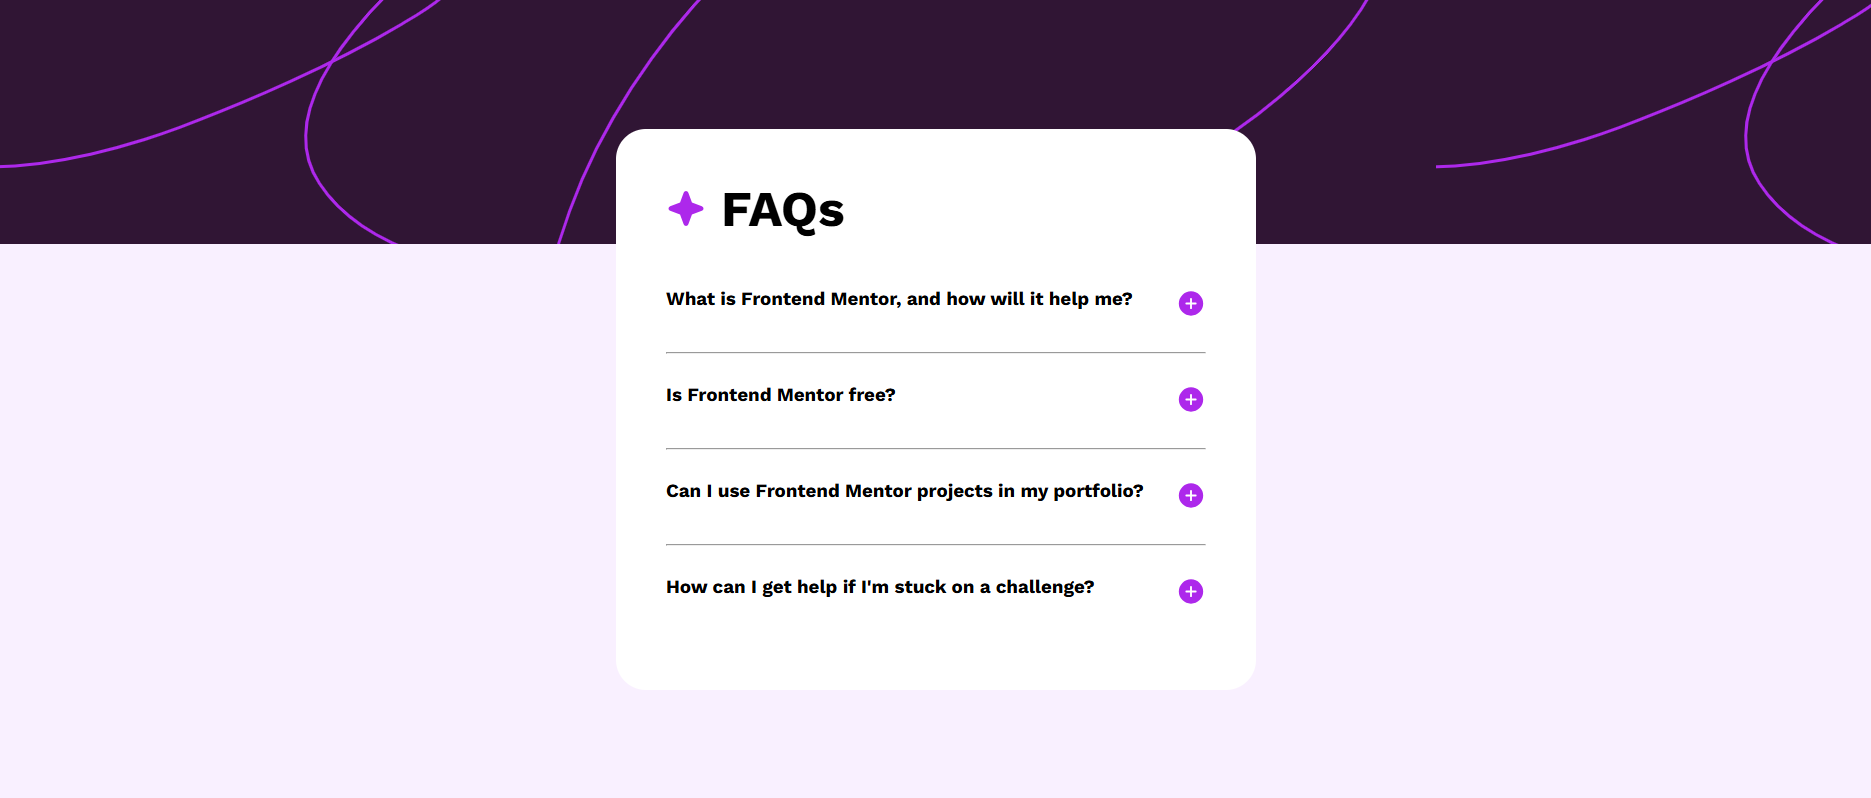 FAQs
What is Frontend Mentor, and how will it help me?
Is Frontend Mentor free?
Can I use Frontend Mentor projects in my portfolio?
How can I get help if I'm stuck on a challenge?